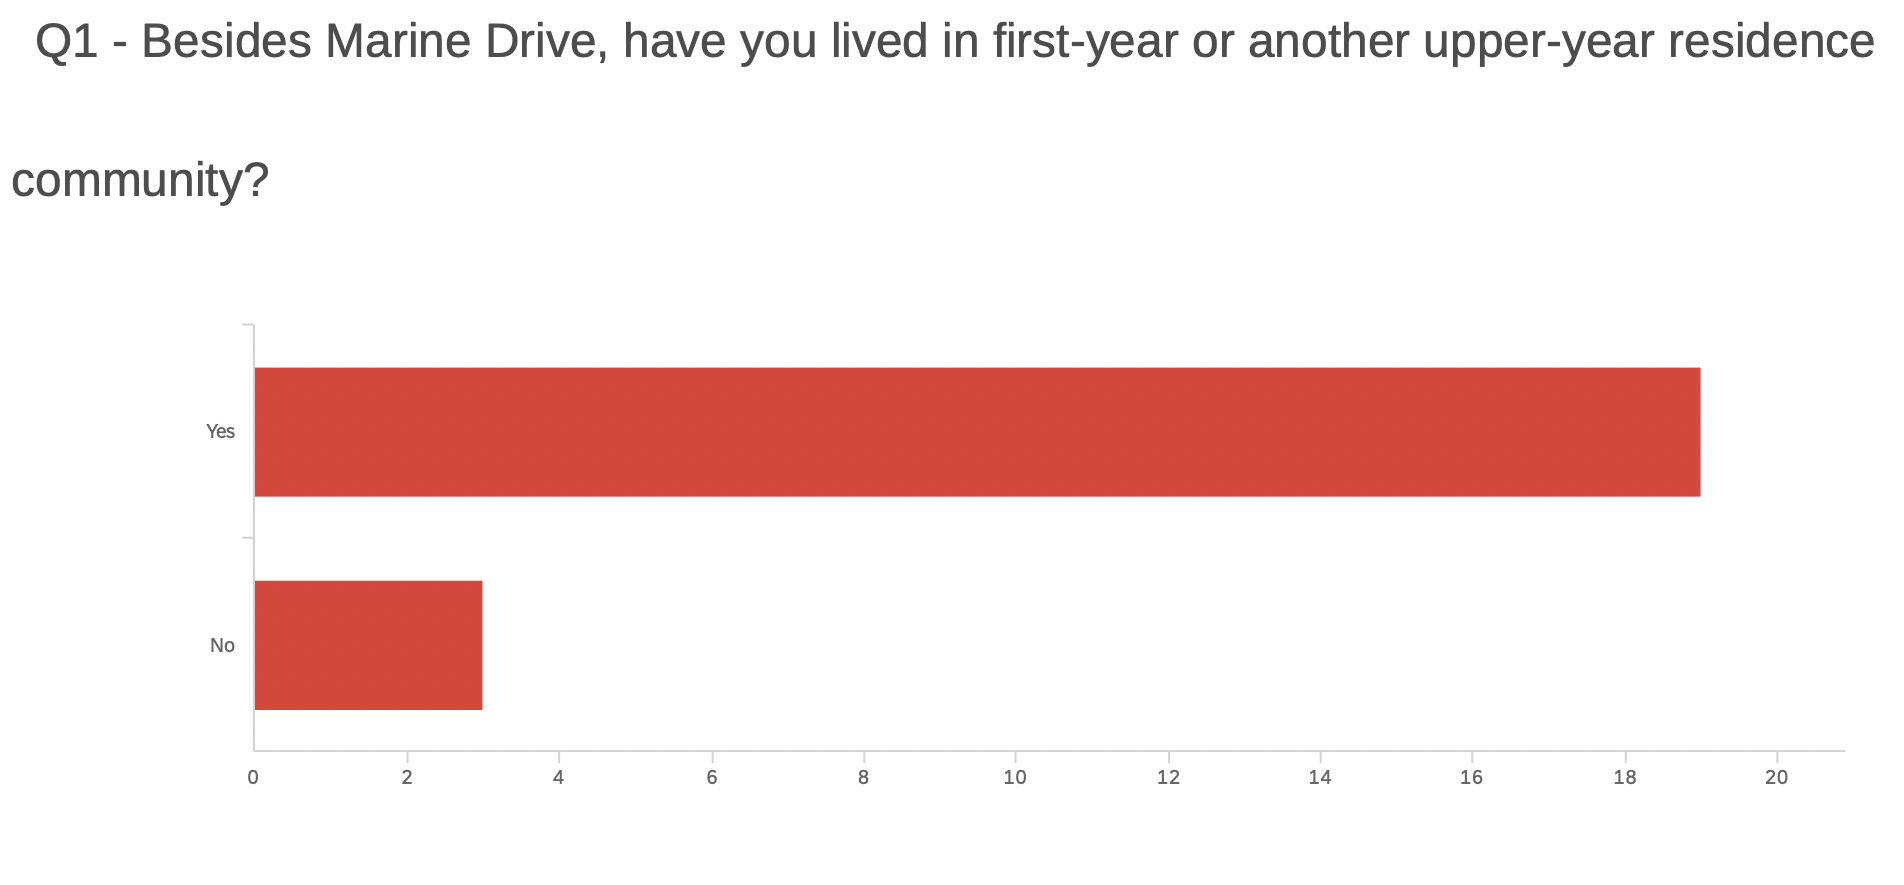 Q1 - Besides Marine Drive, have you lived in first-year or another upper-year residence
community?
Yes
No
0 2 4 6 8 10 12 14 16 18 20